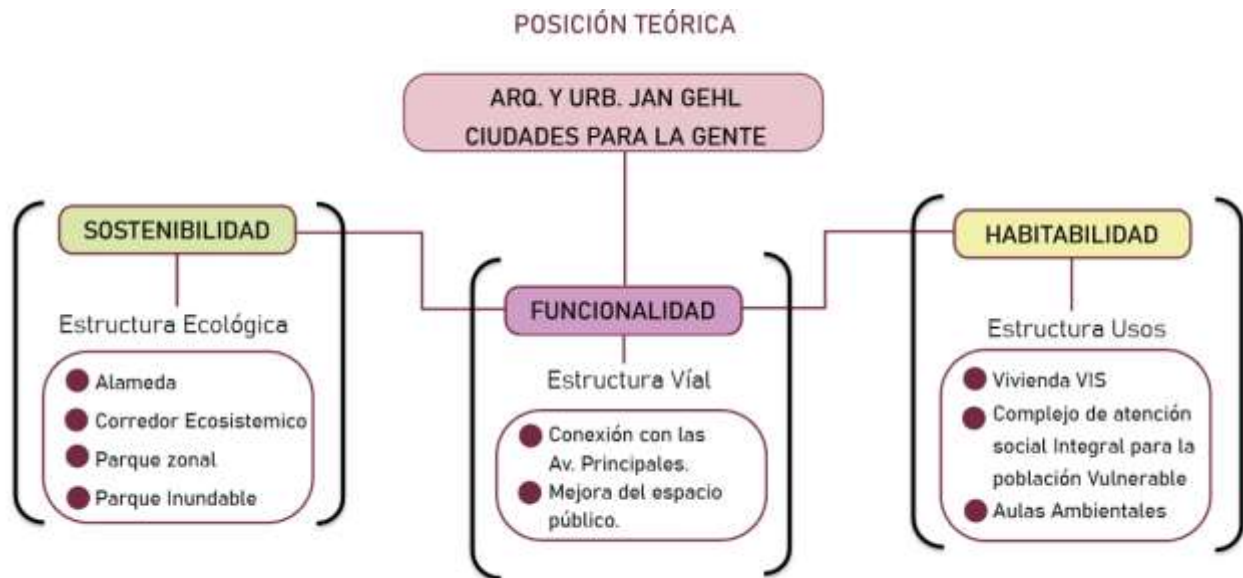 POSICIÓN TEÓRICA
ARQ. Y URB. JAN GEHL
CIUDADES PARA LA GENTE
SOSTENIBILIDAD
Estructura Ecológica
Alameda
Corredor Ecosistemico
Parque zonal
Parque Inundable
FUNCIONALIDAD
Estructura Víal
Conexión con las
Av. Principales.
Mejora del espacio
público.
HABITABILIDAD
Estructura Usos
Vivienda VIS
Complejo de atención
social Integral para la
población Vulnerable
Aulas Ambientales